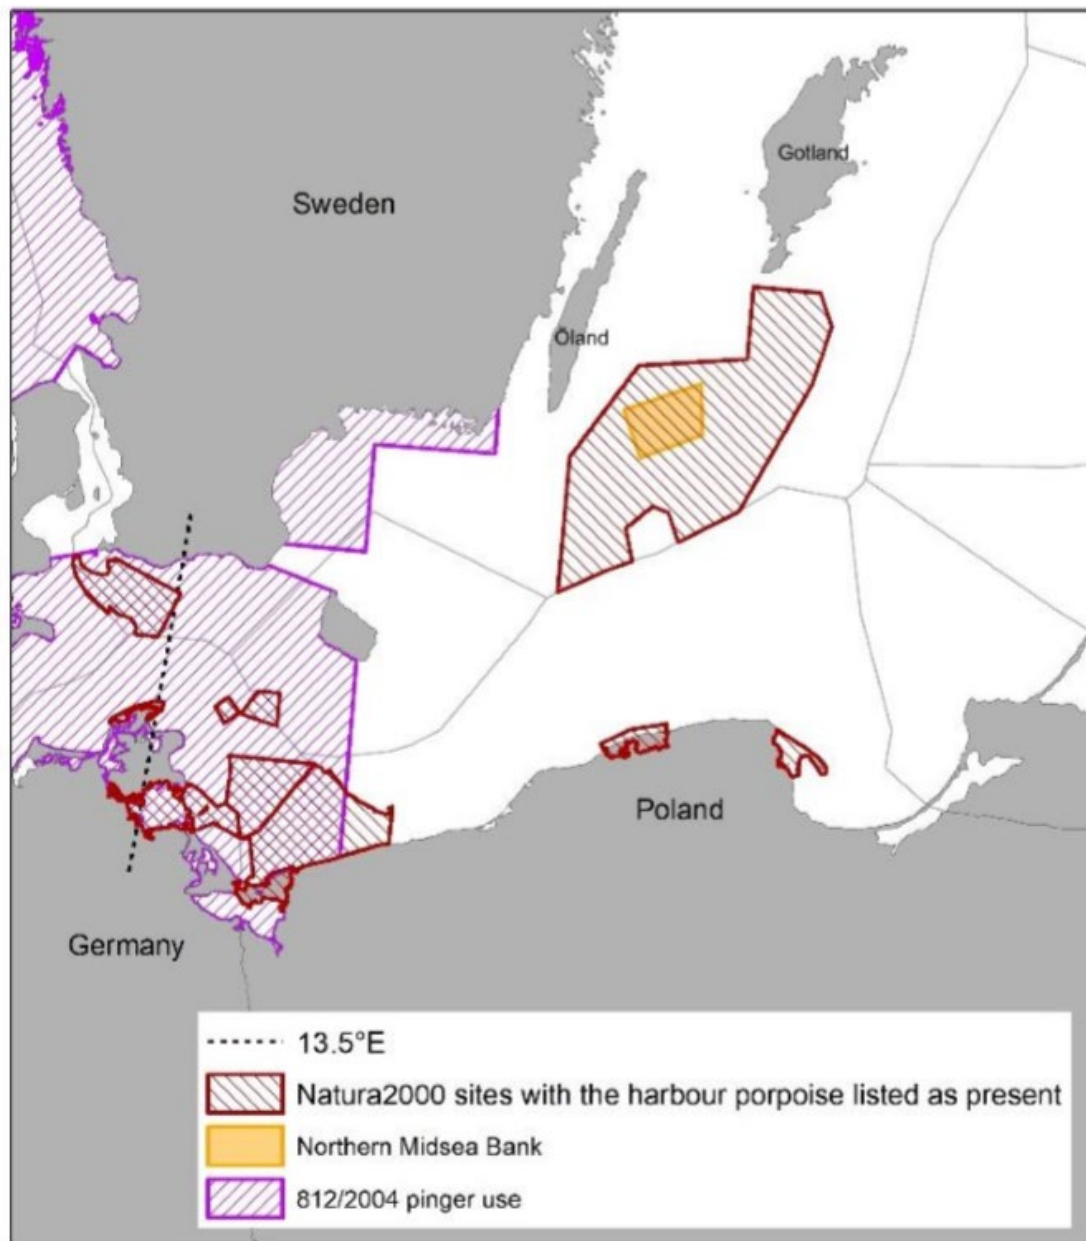 Gotland
Sweden
Öland
Poland
Germany
13.5°E
Natura2000 sites with the harbour porpoise listed as present
Northern Midsea Bank
812/2004 pinger use